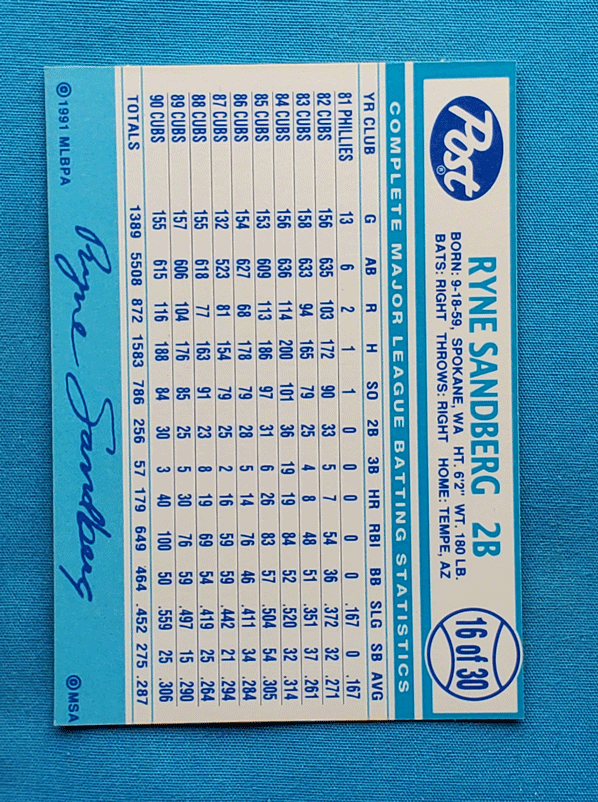 Post®
RYNE SANDBERG 2B
BORN: 9-18-59, SPOKANE, WA HT. 6'2" WT. 180 LB.
BATS: RIGHT THROWS: RIGHT HOME: TEMPE, AZ
16 of 30
COMPLETE MAJOR LEAGUE BATTING STATISTICS
YR CLUB G AB R H SO 2B 3B HR RBI BB SLG SB AVG
81 PHILLIES 13 6 2 1 1 0 0 0 0 0 .167 0 .167
82 CUBS 156 635 103 172 90 33 5 7 54 36 .372 32 .271
83 CUBS 158 633 94 165 79 25 4 8 48 51 .351 37 .261
84 CUBS 156 636 114 200 101 36 19 19 84 52 .520 32 .314
85 CUBS 153 609 113 186 97 31 6 26 83 57 .504 54 .305
86 CUBS 154 627 68 178 79 28 5 14 76 46 .411 34 .284
87 CUBS 132 523 81 154 79 25 2 16 59 59 .442 21 .294
88 CUBS 155 618 77 163 91 23 8 19 69 54 .419 25 .264
89 CUBS 157 606 104 176 85 25 5 30 76 59 .497 15 .290
90 CUBS 155 615 116 188 84 30 3 40 100 50 .559 25 .306
TOTALS 1389 5508 872 1583 786 256 57 179 649 464 .452 275 .287
Ryne Sandberg
©1991 MLBPA
©MSA